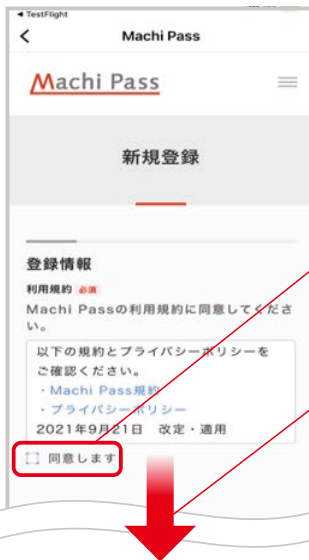 TestFlight
Machi Pass
Machi Pass
新規登録
登録情報
利用規約 必須
Machi Passの利用規約に同意してくださ
い。
以下の規約とプライバシーポリシーを
ご確認ください。
・Machi Pass規約
・プライバシーポリシー
2021年9月21日 改定・適用
同意します